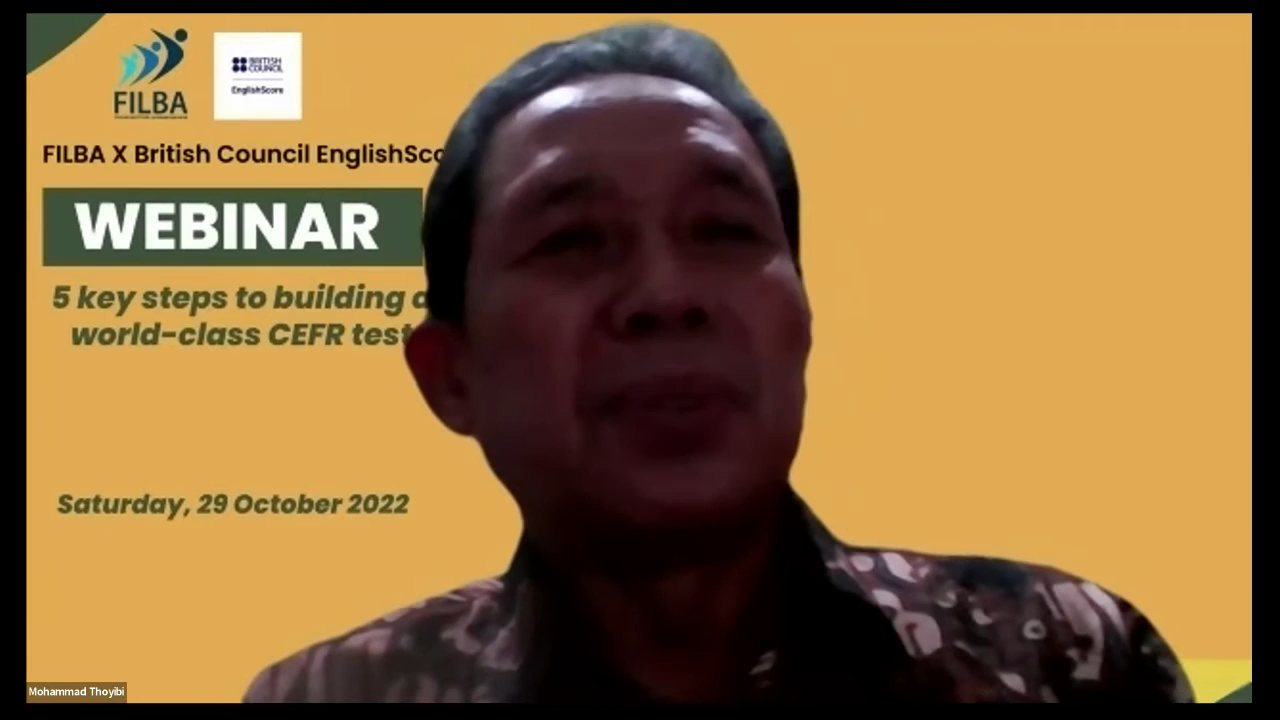 FILBA
BRITISH
COUNCIL
EnglishScore
FILBA X British Council EnglishSco
WEBINAR
5 key steps to building a
world-class CEFR test
Saturday, 29 October 2022
Mohammad Thoyibi